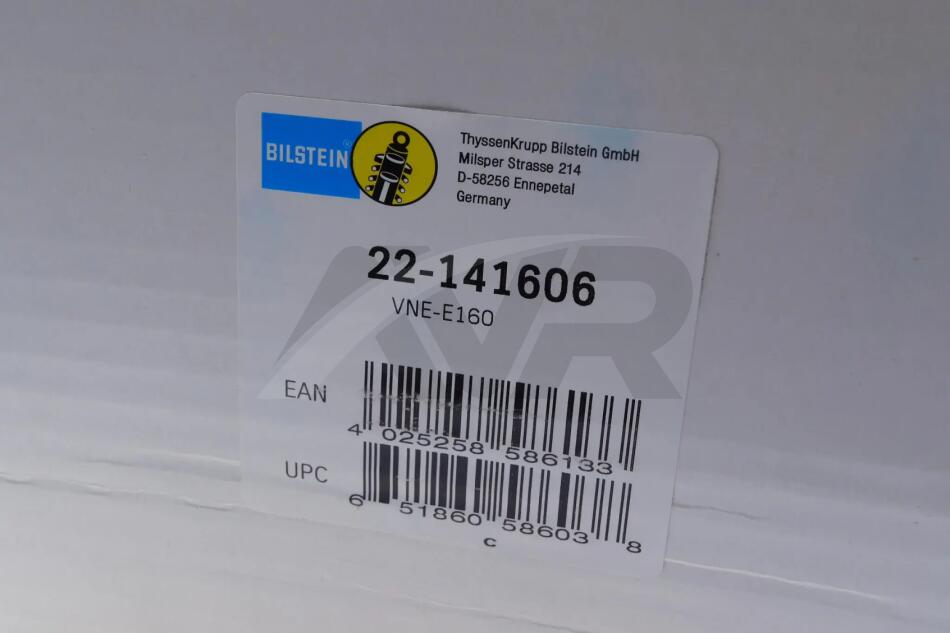 BILSTEIN®
ThyssenKrupp Bilstein GmbH
Milsper Strasse 214
D-58256 Ennepetal
Germany
22-141606
VNE-E160
EAN
4 025258 586133
UPC
6 51860 58603 8
c
KVR